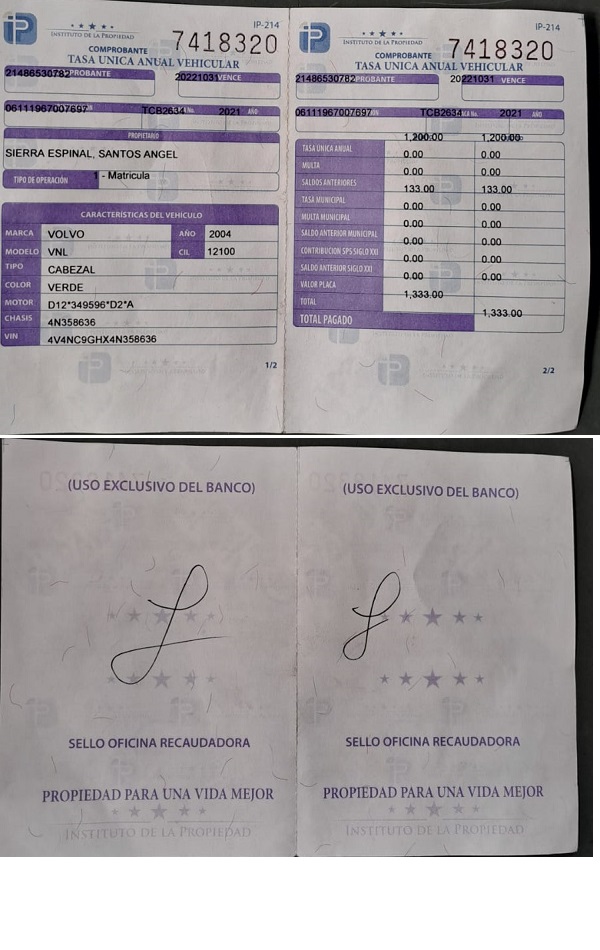 IP-214
INSTITUTO DE LA PROPIEDAD
7418320
COMPROBANTE
TASA UNICA ANUAL VEHICULAR
21486530782 20221031 VENCE
06111967007697 TCB2634 2021 AÑO
PROPIETARIO
SIERRA ESPINAL, SANTOS ANGEL
TIPO DE OPERACIÓN 1 - Matricula
CARACTERÍSTICAS DEL VEHÍCULO
MARCA VOLVO AÑO 2004
MODELO VNL CIL 12100
TIPO CABEZAL
COLOR VERDE
MOTOR D12*349596*D2*A
CHASIS 4N358636
VIN 4V4NC9GHX4N358636
1/2
IP-214
INSTITUTO DE LA PROPIEDAD
7418320
COMPROBANTE
TASA UNICA ANUAL VEHICULAR
21486530782 20221031 VENCE
06111967007697 TCB2634 2021 AÑO
1,200.00 1,200.00
TASA UNICA ANUAL
0.00 0.00
MULTA
0.00 0.00
SALDOS ANTERIORES
133.00 133.00
TASA MUNICIPAL
0.00 0.00
MULTA MUNICIPAL
0.00 0.00
SALDO ANTERIOR MUNICIPAL
0.00 0.00
CONTRIBUCION SPS SIGLO XXI
0.00 0.00
SALDO ANTERIOR SIGLO XXI
0.00 0.00
VALOR PLACA
1,333.00
TOTAL
1,333.00
TOTAL PAGADO
2/2
(USO EXCLUSIVO DEL BANCO)
SELLO OFICINA RECAUDADORA
PROPIEDAD PARA UNA VIDA MEJOR
INSTITUTO DE LA PROPIEDAD
(USO EXCLUSIVO DEL BANCO)
SELLO OFICINA RECAUDADORA
PROPIEDAD PARA UNA VIDA MEJOR
INSTITUTO DE LA PROPIEDAD